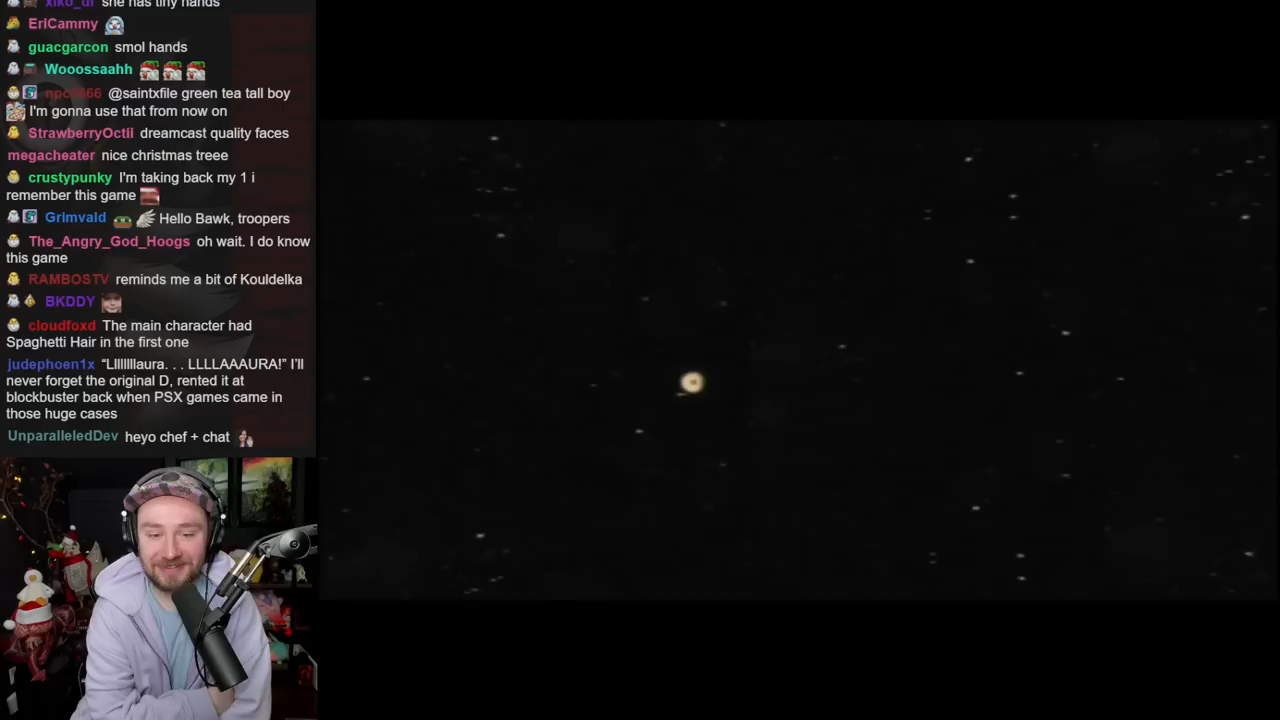 xiko_di she has tiny hands
EriCammy
guacgarcon smol hands
Wooossaahh
@saintxfile green tea tall boy
I'm gonna use that from now on
StrawberryOctii dreamcast quality faces
megacheater nice christmas treee
crustypunky I'm taking back my 1 i
remember this game
Grimvald Hello Bawk, troopers
The_Angry_God_Hoogs oh wait. I do know
this game
RAMBOSTV reminds me a bit of Kouldelka
BKDDY
cloudfoxd The main character had
Spaghetti Hair in the first one
judephoen1x “Llllllllaura. . . LLLLAAAURA!” I’ll
never forget the original D, rented it at
blockbuster back when PSX games came in
those huge cases
UnparalleledDev heyo chef + chat